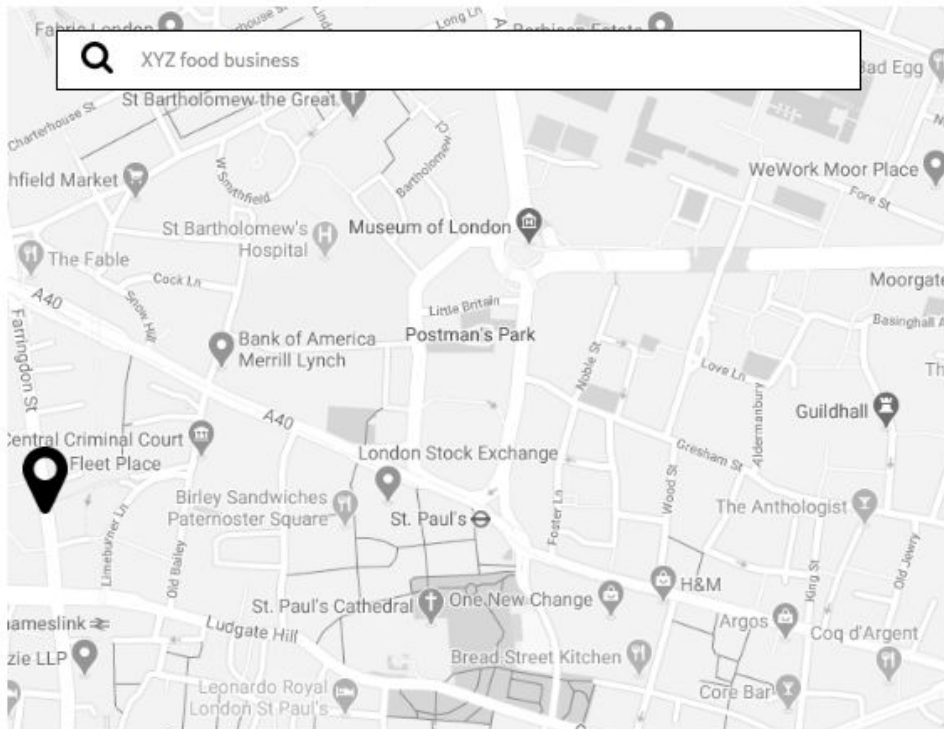 Fabric London
Long Ln
Barbican Estate
XYZ food business
Bad Egg
St Bartholomew the Great
Charterhouse St
W Smithfield
Bartholomew Cl
WeWork Moor Place
hfield Market
Fore St
St Bartholomew's
Hospital
Museum of London
The Fable
Cock Ln
Moorgate
A40
Snow Hill
Little Britain
Basinghall A
Farringdon St
Bank of America
Merrill Lynch
Postman's Park
Noble St
Love Ln
Th
Aldermanbury
Guildhall
A40
Central Criminal Court
Fleet Place
London Stock Exchange
Gresham St
Birley Sandwiches
Paternoster Square
St. Paul's
Foster Ln
Wood St
The Anthologist
Limeburner Ln
Old Bailey
King St
Old Jewry
St. Paul's Cathedral
One New Change
H&M
hameslink
Ludgate Hill
Argos
Coq d'Argent
zie LLP
Bread Street Kitchen
Leonardo Royal
London St Paul's
Core Bar